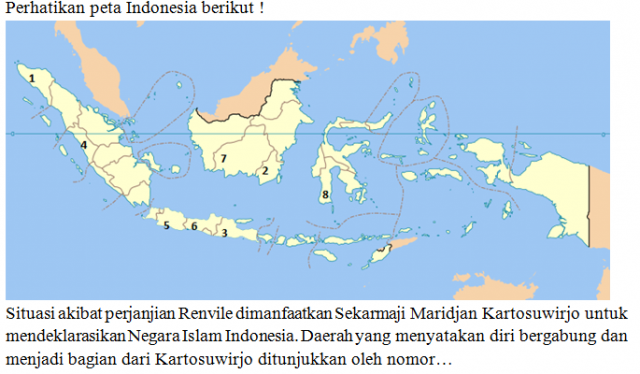 Perhatikan peta Indonesia berikut !
1
4
7
2
8
5 6 3
Situasi akibat perjanjian Renvile dimanfaatkan Sekarmaji Maridjan Kartosuwirjo untuk
mendeklarasikan Negara Islam Indonesia. Daerah yang menyatakan diri bergabung dan
menjadi bagian dari Kartosuwirjo ditunjukkan oleh nomor…